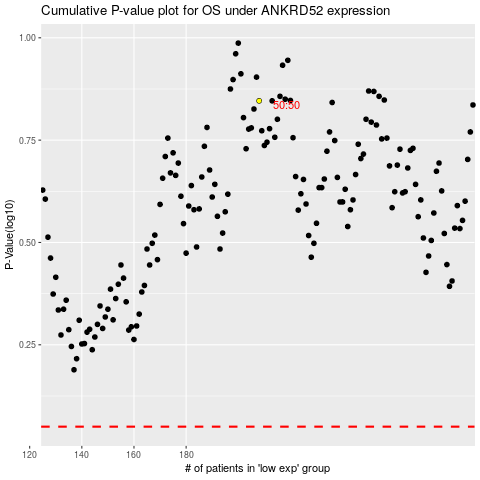 Cumulative P-value plot for OS under ANKRD52 expression
P-Value(log10)
1.00
0.75
0.50
0.25
50:50
120 140 160 180
# of patients in 'low exp' group